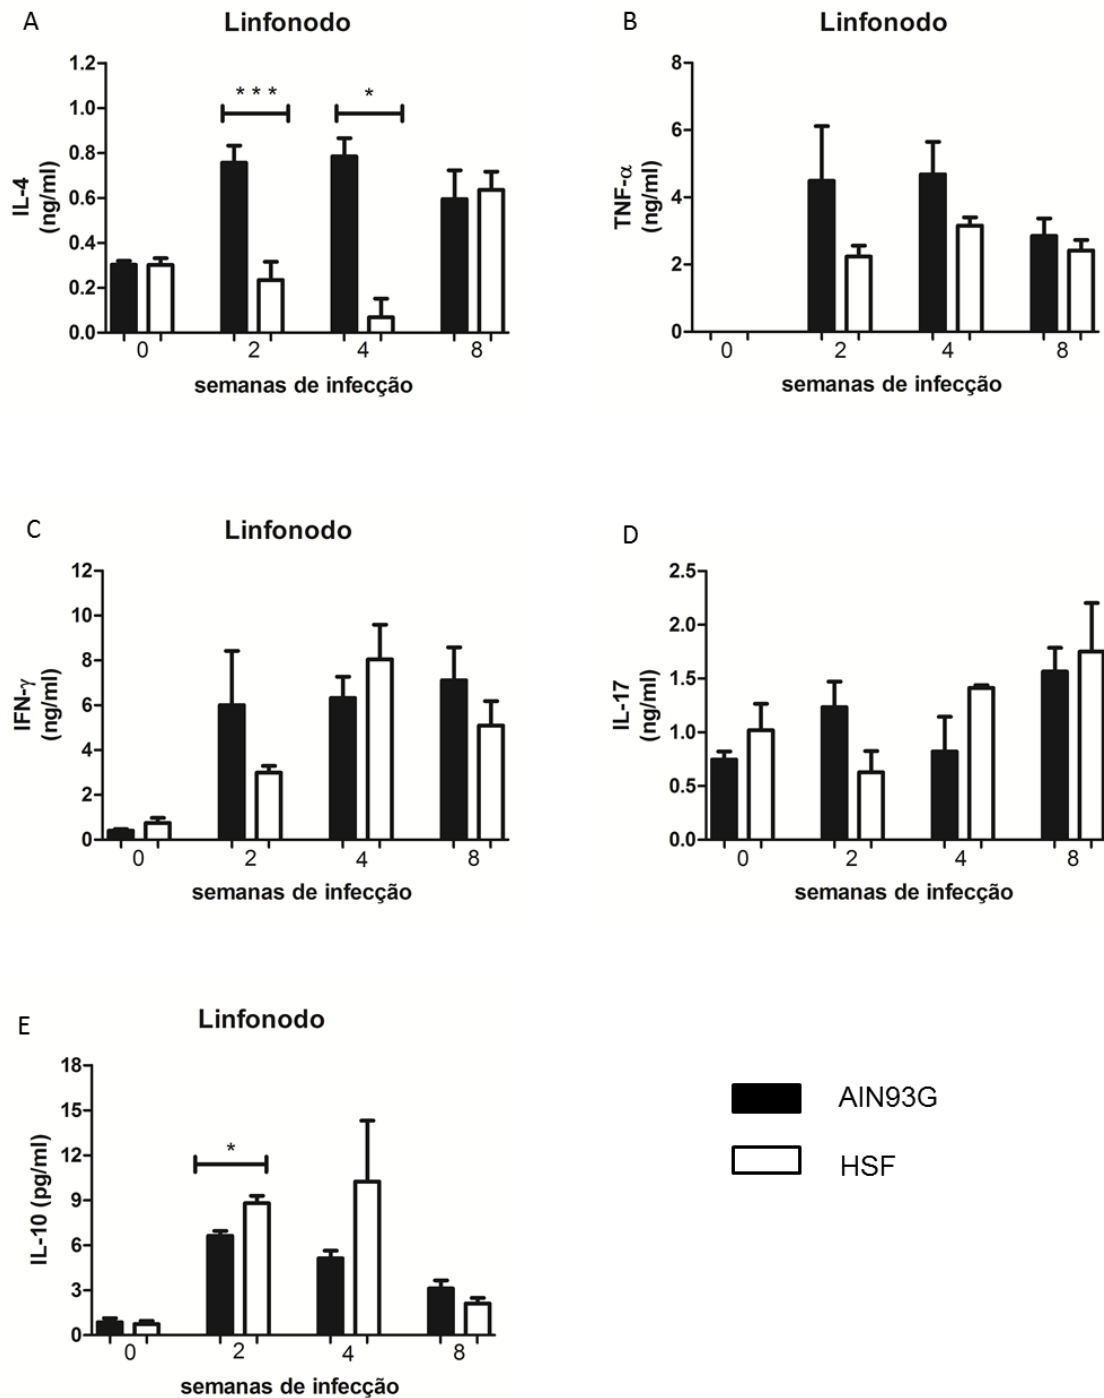 A
Linfonodo
1.2
1.0
0.8
0.6
0.4
0.2
0.0
IL-4
(ng/ml)
* * *
*
0 2 4 8
semanas de infecção
B
Linfonodo
8
6
4
2
0
TNF-α
(ng/ml)
0 2 4 8
semanas de infecção
C
Linfonodo
12
10
8
6
4
2
0
IFN-γ
(ng/ml)
0 2 4 8
semanas de infecção
D
2.5
2.0
1.5
1.0
0.5
0.0
IL-17
(ng/ml)
0 2 4 8
semanas de infecção
E
Linfonodo
18
15
12
9
6
3
0
IL-10 (pg/ml)
*
0 2 4 8
semanas de infecção
AIN93G
HSF